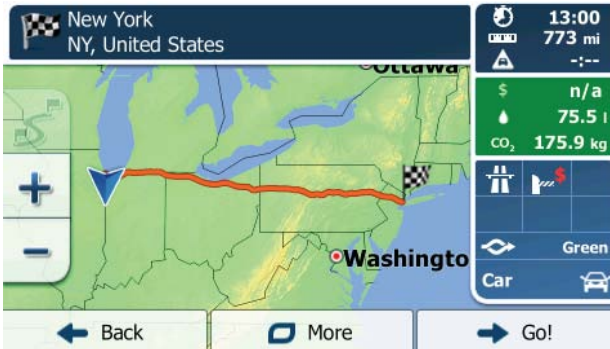 New York
NY, United States
13:00
773 mi
-:--
$ n/a
75.5 l
CO₂ 175.9 kg
Ottawa
Washingto
$
Green
Car
Back
More
Go!